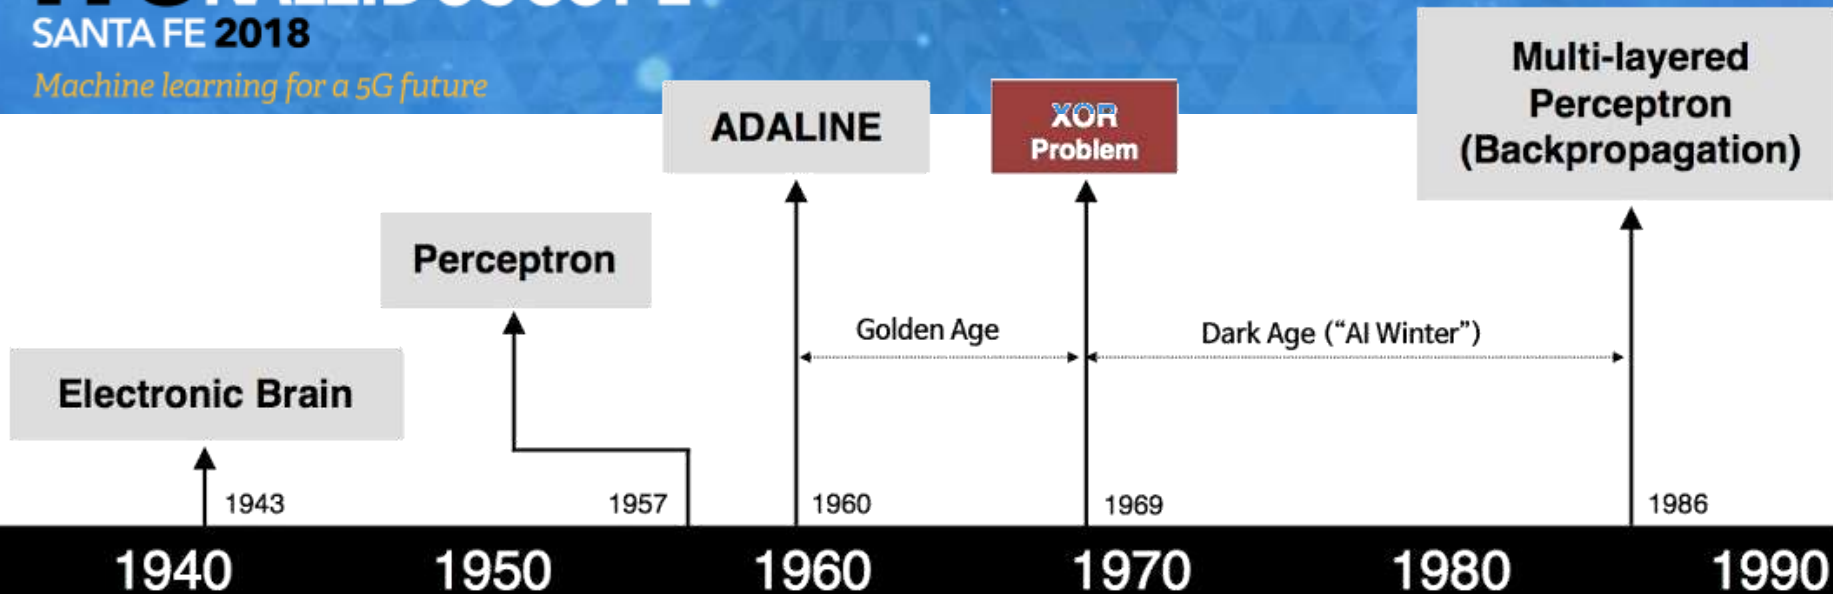 SANTA FE 2018
Machine learning for a 5G future
Multi-layered
Perceptron
(Backpropagation)
ADALINE
XOR
Problem
Perceptron
Golden Age
Dark Age (“AI Winter”)
Electronic Brain
1943
1957
1960
1969
1986
1940
1950
1960
1970
1980
1990